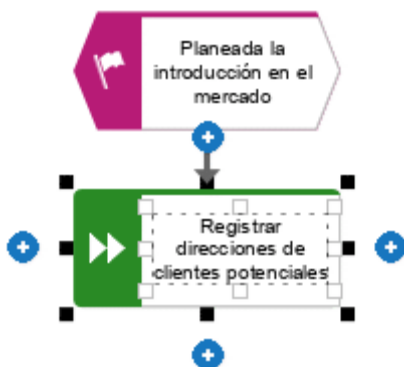 Planeada la
introducción en el
mercado
Registrar
direcciones de
clientes potenciales